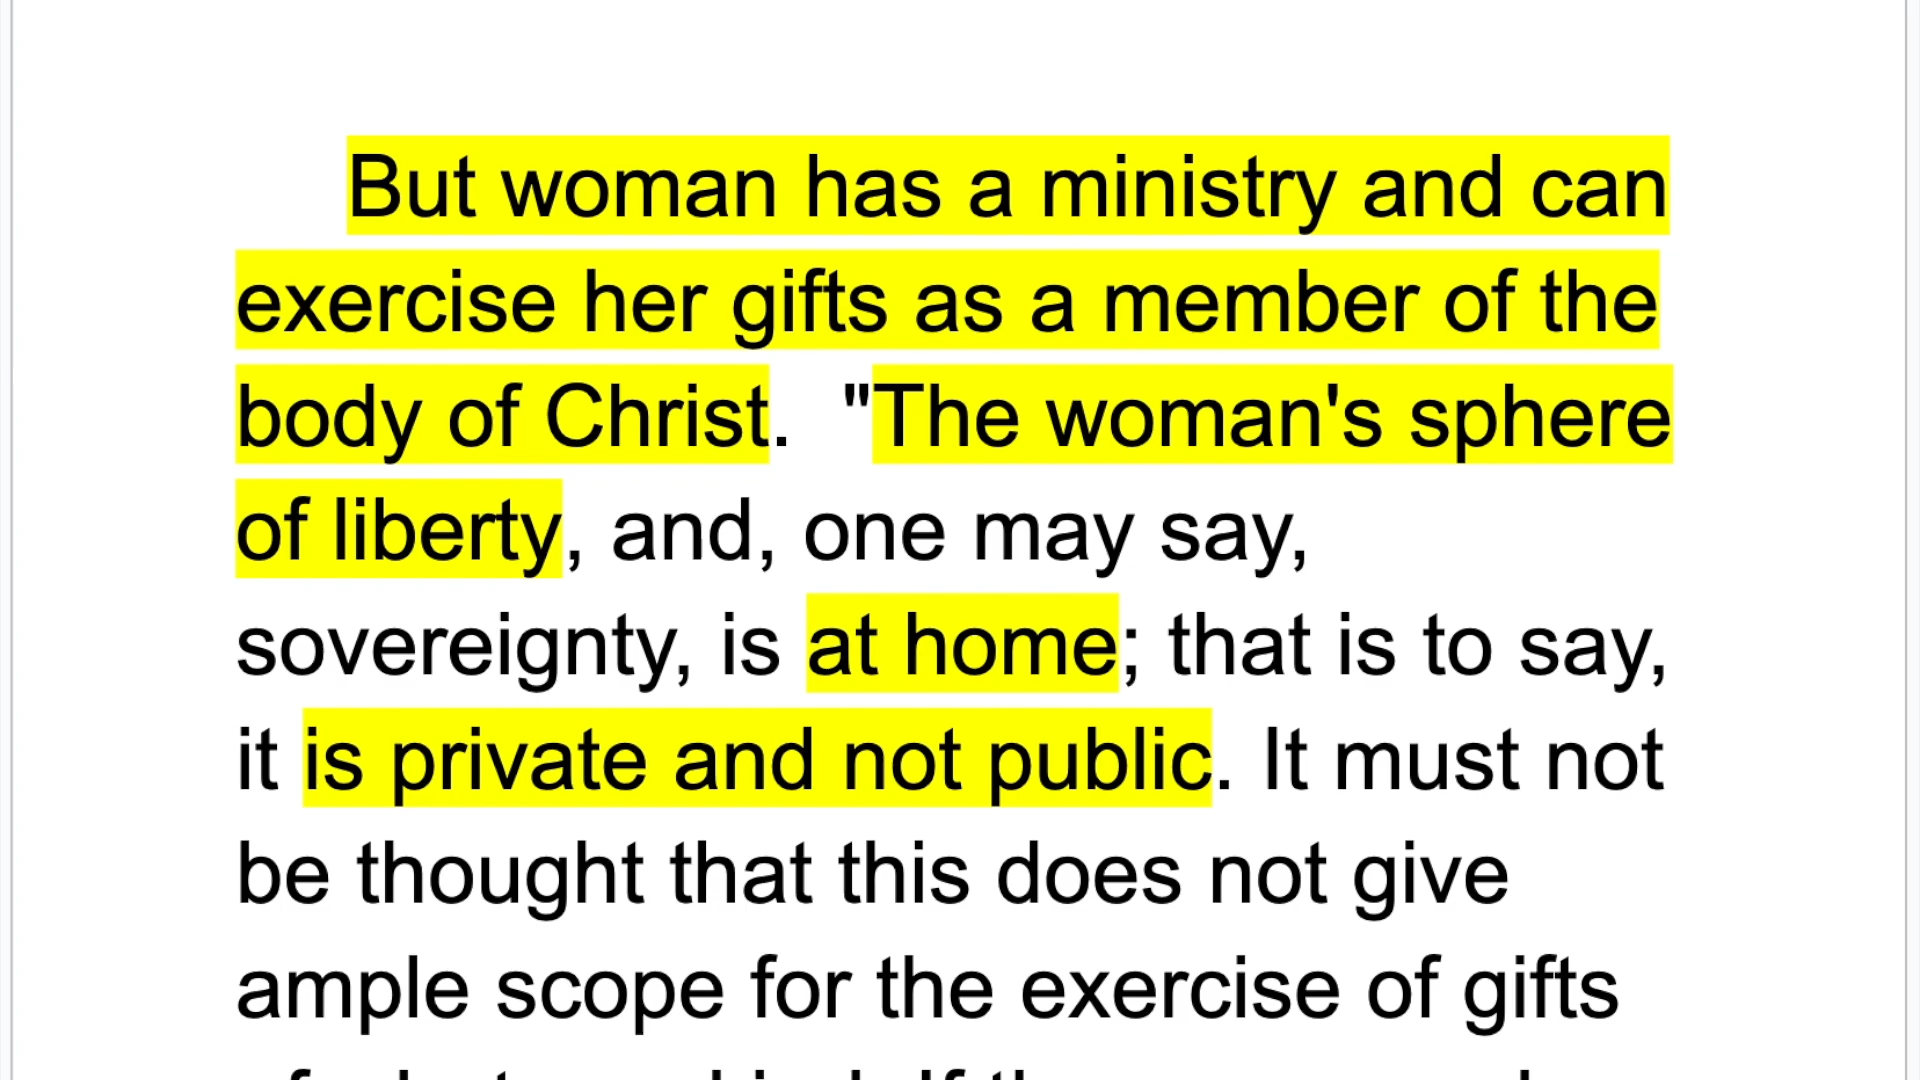 But woman has a ministry and can
exercise her gifts as a member of the
body of Christ.  "The woman's sphere
of liberty, and, one may say,
sovereignty, is at home; that is to say,
it is private and not public. It must not
be thought that this does not give
ample scope for the exercise of gifts